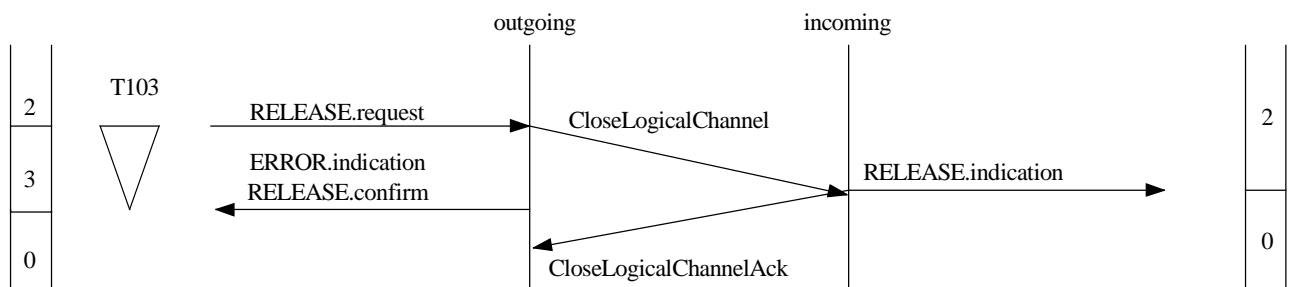 outgoing
incoming
T103
2
RELEASE.request
CloseLogicalChannel
2
ERROR.indication
3
RELEASE.confirm
RELEASE.indication
0
0
CloseLogicalChannelAck